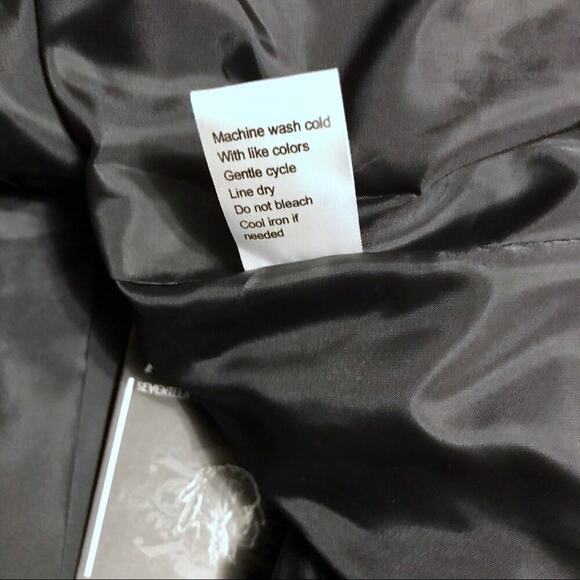 Machine wash cold
With like colors
Gentle cycle
Line dry
Do not bleach
Cool iron if
needed